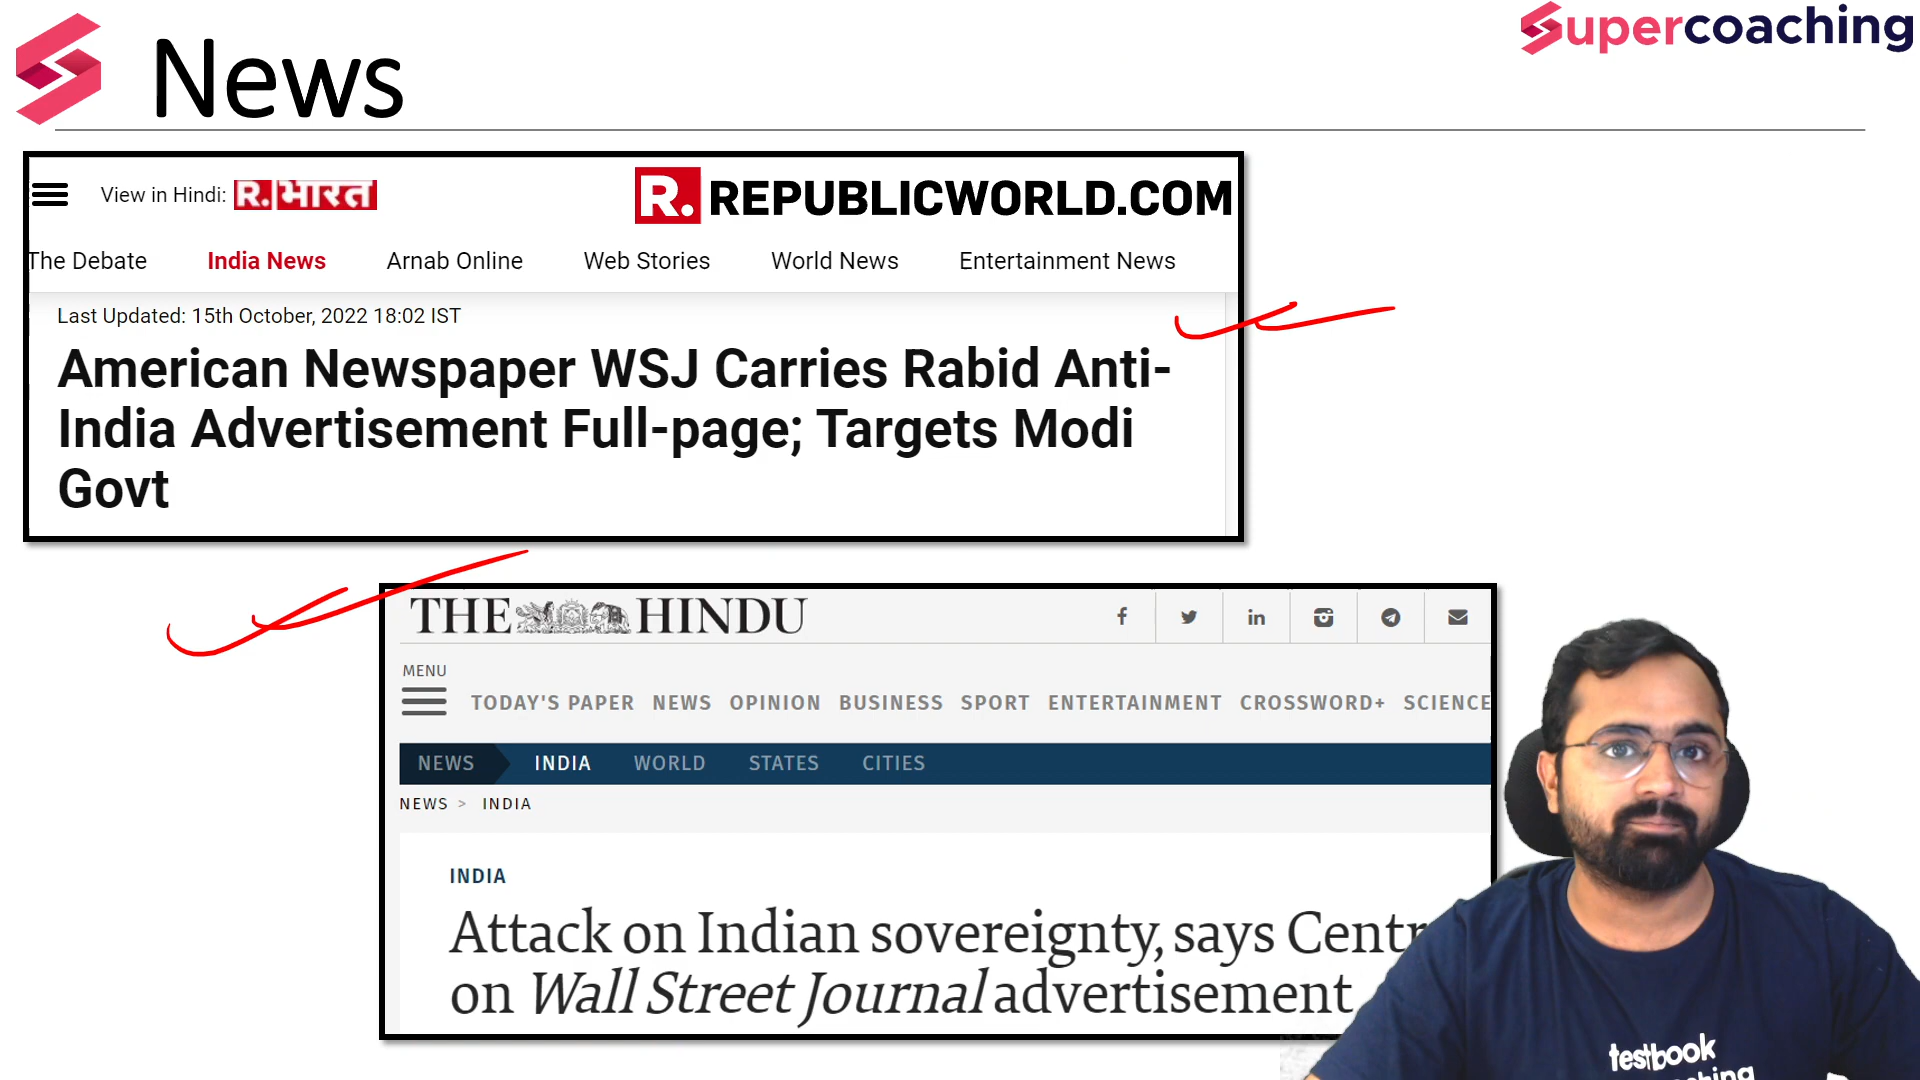 News
Supercoaching
View in Hindi: R. भारत
R. REPUBLICWORLD.COM
The Debate India News Arnab Online Web Stories World News Entertainment News
Last Updated: 15th October, 2022 18:02 IST
American Newspaper WSJ Carries Rabid Anti-
India Advertisement Full-page; Targets Modi
Govt
THE HINDU
MENU
TODAY'S PAPER NEWS OPINION BUSINESS SPORT ENTERTAINMENT CROSSWORD+ SCIENCE
NEWS INDIA WORLD STATES CITIES
NEWS > INDIA
INDIA
Attack on Indian sovereignty, says
on Wall Street Journal advertisement
testbook